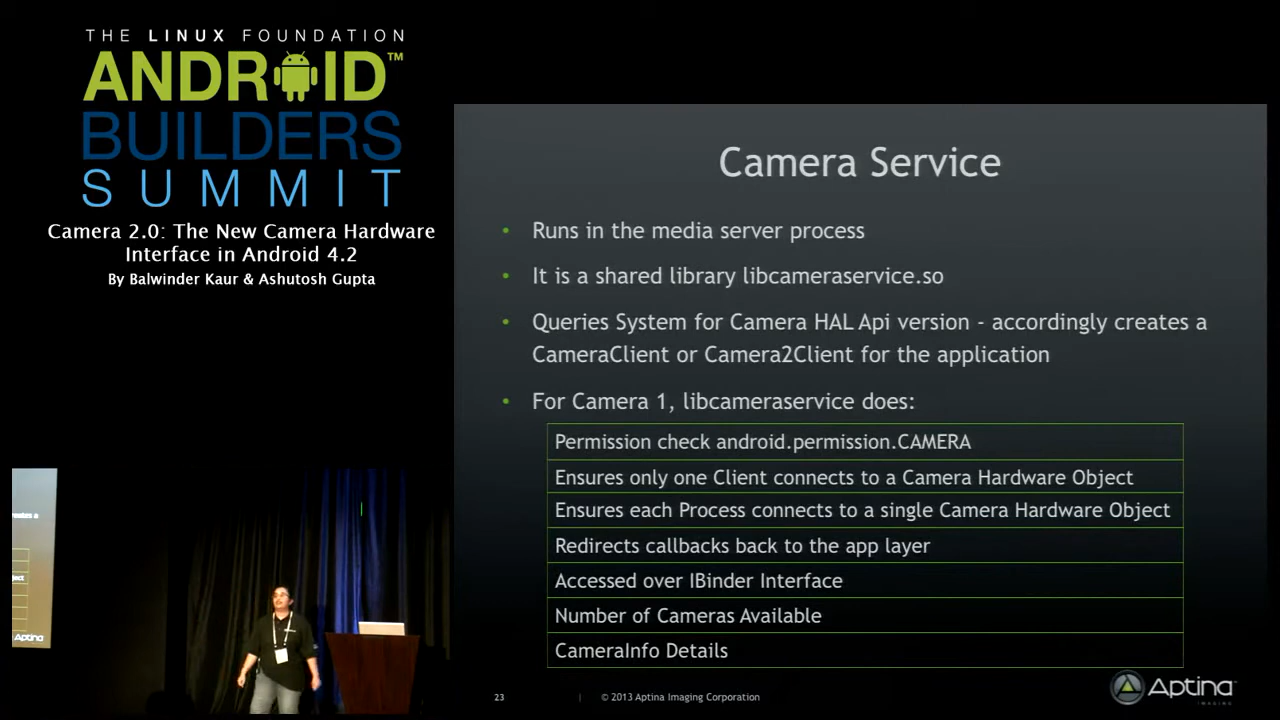 THE LINUX FOUNDATION
ANDROID™
BUILDERS
SUMMIT
Camera 2.0: The New Camera Hardware
Interface in Android 4.2
By Balwinder Kaur & Ashutosh Gupta
Camera Service
• Runs in the media server process
• It is a shared library libcameraservice.so
• Queries System for Camera HAL Api version - accordingly creates a
CameraClient or Camera2Client for the application
• For Camera 1, libcameraservice does:
Permission check android.permission.CAMERA
Ensures only one Client connects to a Camera Hardware Object
Ensures each Process connects to a single Camera Hardware Object
Redirects callbacks back to the app layer
Accessed over IBinder Interface
Number of Cameras Available
CameraInfo Details
23 | © 2013 Aptina Imaging Corporation
Aptina
IMAGING
eates a
ject
Aptina